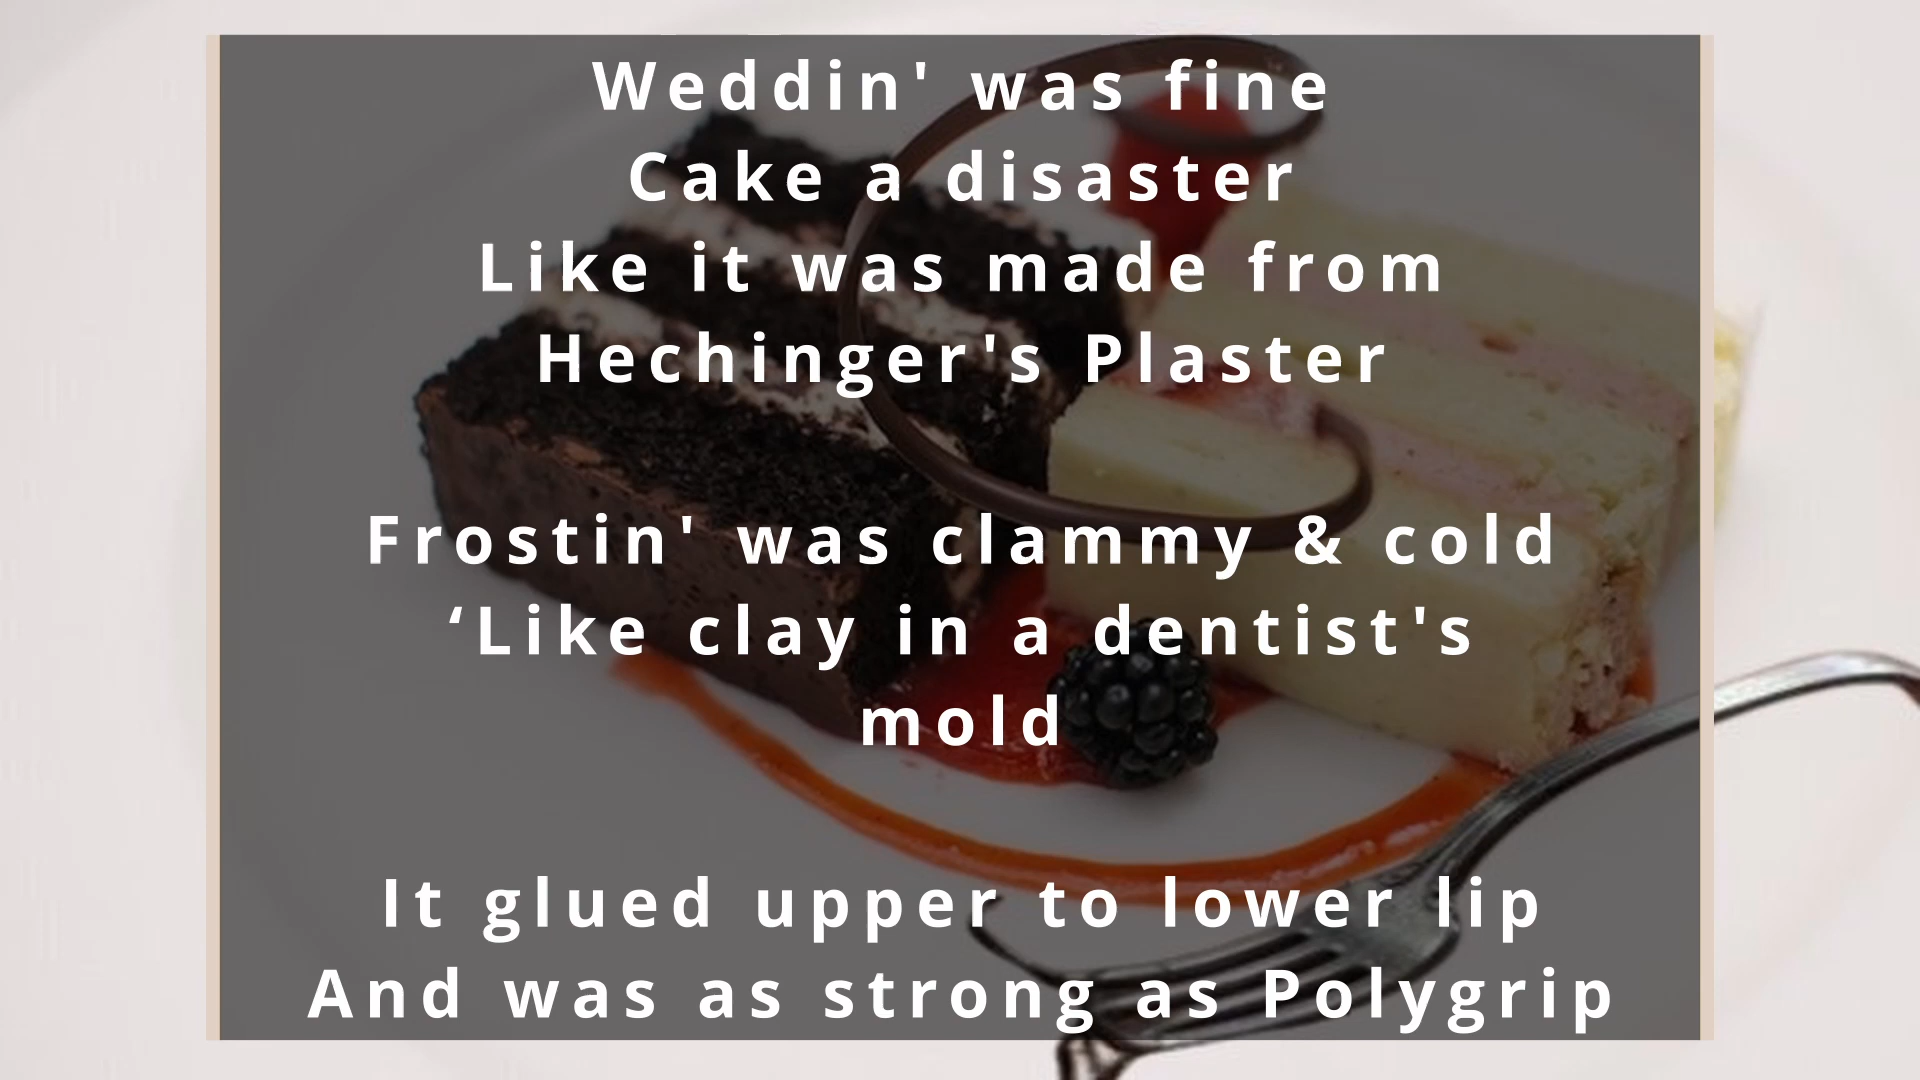 Weddin' was fine
Cake a disaster
Like it was made from
Hechinger's Plaster
Frostin' was clammy & cold
‘Like clay in a dentist's
mold
It glued upper to lower lip
And was as strong as Polygrip